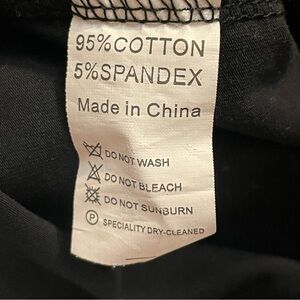 95%COTTON
5%SPANDEX
Made in China
DO NOT WASH
DO NOT BLEACH
DO NOT SUNBURN
P SPECIALITY DRY-CLEANED